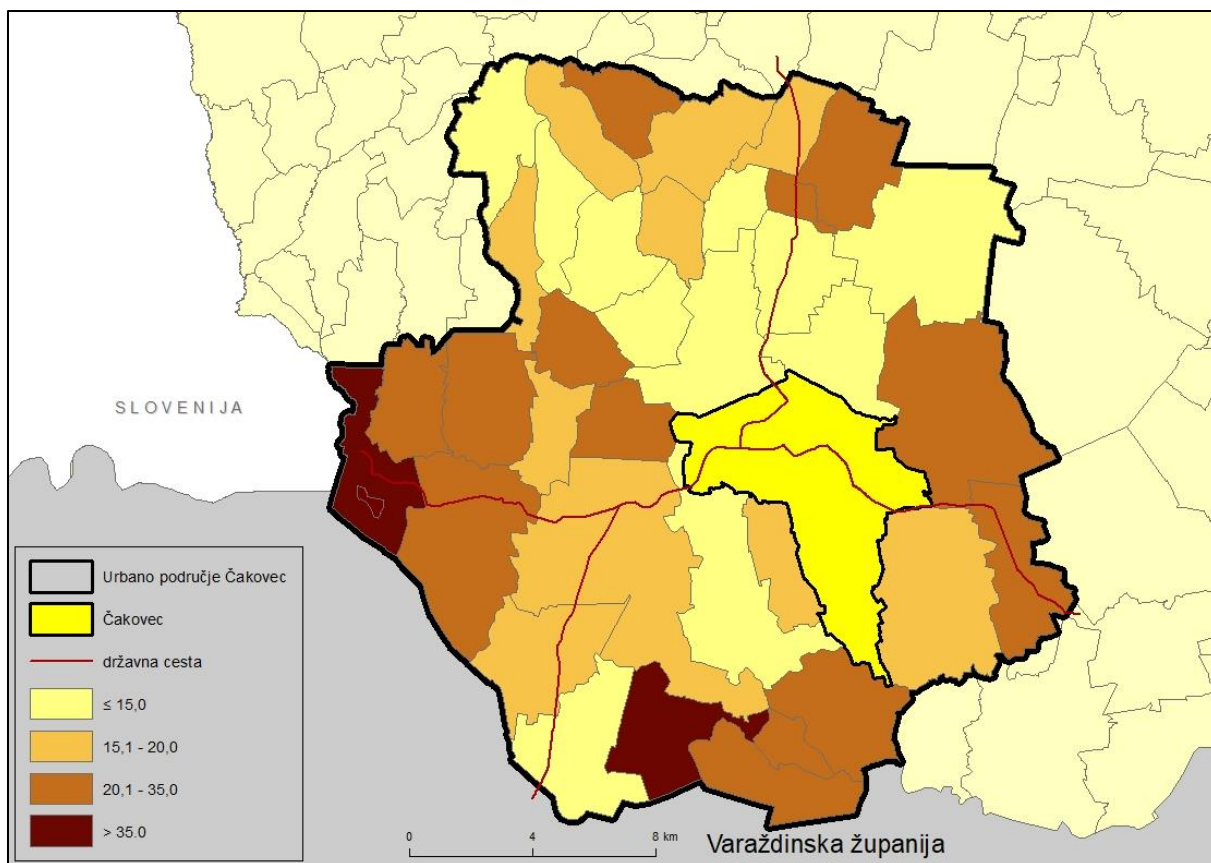 SLOVENIJA
Urbano područje Čakovec
Čakovec
državna cesta
≤ 15,0
15,1 - 20,0
20,1 - 35,0
> 35.0
0 4 8 km
Varaždinska županija